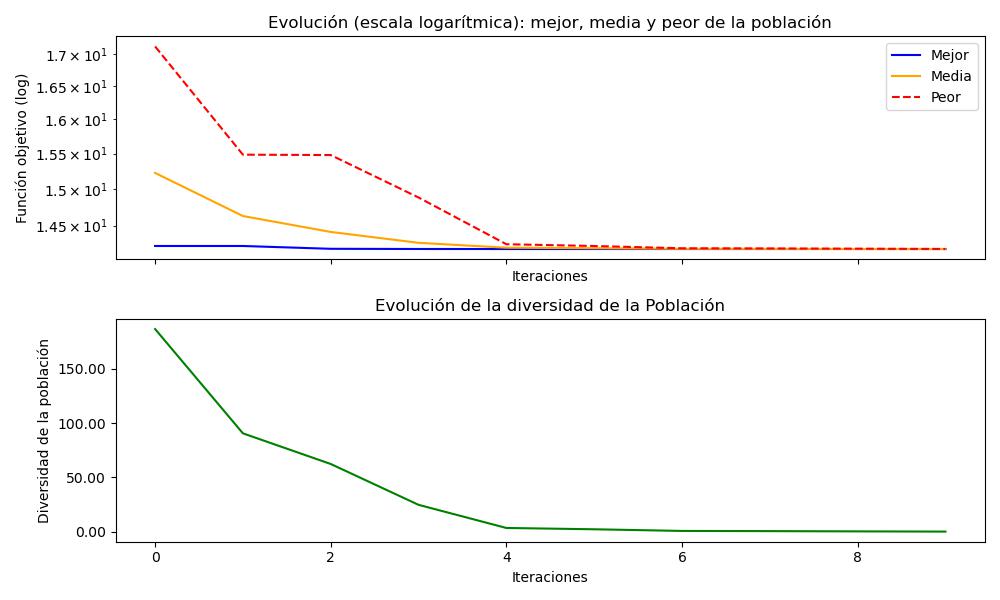 Evolución (escala logarítmica): mejor, media y peor de la población
Función objetivo (log)
1.7 × 10¹
1.65 × 10¹
1.6 × 10¹
1.55 × 10¹
1.5 × 10¹
1.45 × 10¹
Mejor
Media
Peor
Iteraciones
Evolución de la diversidad de la Población
Diversidad de la población
150.00
100.00
50.00
0.00
0 2 4 6 8
Iteraciones